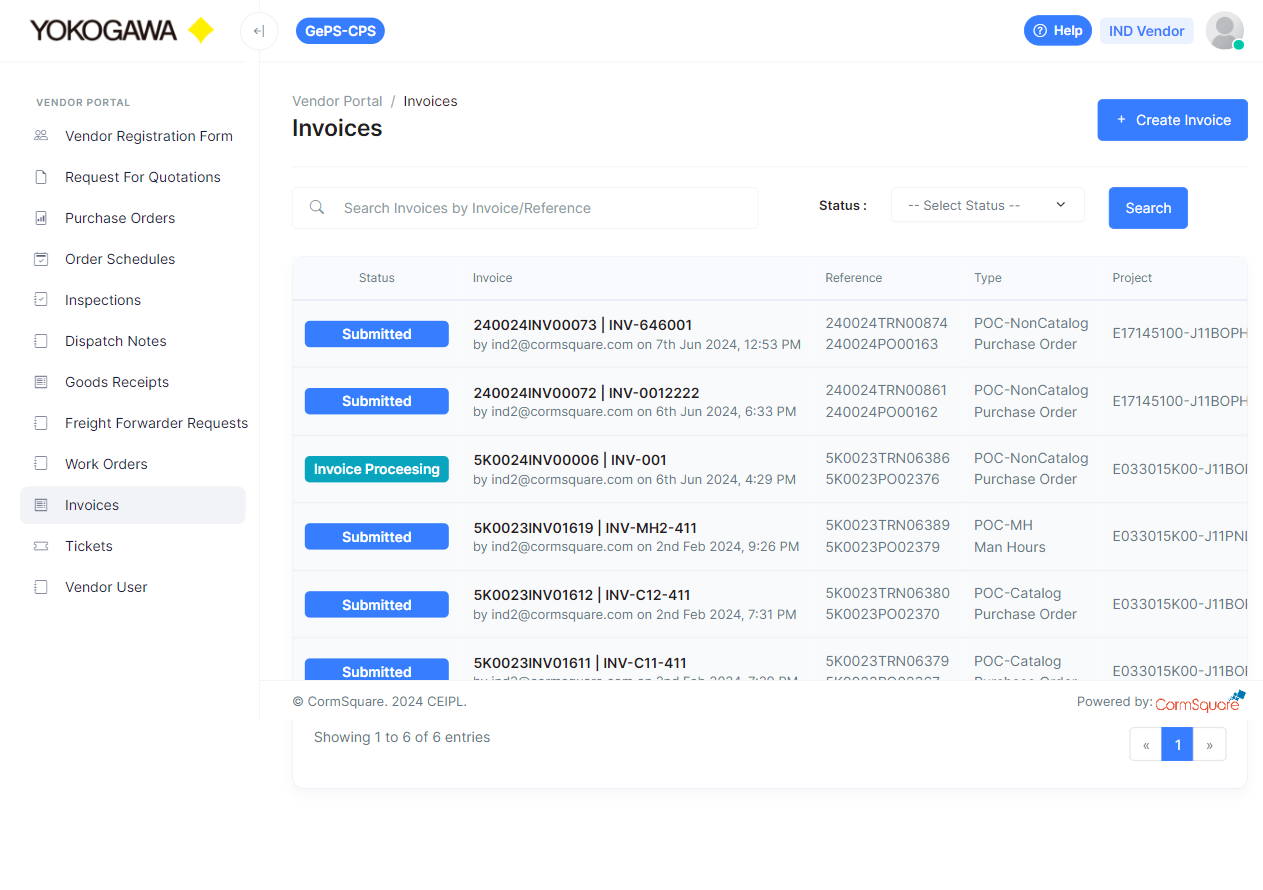 YOKOGAWA
GePS-CPS
Help
IND Vendor
VENDOR PORTAL
Vendor Registration Form
Request For Quotations
Purchase Orders
Order Schedules
Inspections
Dispatch Notes
Goods Receipts
Freight Forwarder Requests
Work Orders
Invoices
Tickets
Vendor User
Vendor Portal / Invoices
Invoices
+ Create Invoice
Search Invoices by Invoice/Reference
Status :
-- Select Status --
Search
Status Invoice Reference Type Project
Submitted
240024INV00073 | INV-646001
by ind2@cormsquare.com on 7th Jun 2024, 12:53 PM
240024TRN00874
240024PO00163
POC-NonCatalog
Purchase Order
E17145100-J11BOPH
Submitted
240024INV00072 | INV-0012222
by ind2@cormsquare.com on 6th Jun 2024, 6:33 PM
240024TRN00861
240024PO00162
POC-NonCatalog
Purchase Order
E17145100-J11BOPH
Invoice Proceesing
5K0024INV00006 | INV-001
by ind2@cormsquare.com on 6th Jun 2024, 4:29 PM
5K0023TRN06386
5K0023PO02376
POC-NonCatalog
Purchase Order
E033015K00-J11BO
Submitted
5K0023INV01619 | INV-MH2-411
by ind2@cormsquare.com on 2nd Feb 2024, 9:26 PM
5K0023TRN06389
5K0023PO02379
POC-MH
Man Hours
E033015K00-J11PN
Submitted
5K0023INV01612 | INV-C12-411
by ind2@cormsquare.com on 2nd Feb 2024, 7:31 PM
5K0023TRN06380
5K0023PO02370
POC-Catalog
Purchase Order
E033015K00-J11BO
Submitted
5K0023INV01611 | INV-C11-411
5K0023TRN06379
POC-Catalog
E033015K00-J11BO
© CormSquare. 2024 CEIPL.
Powered by: CormSquare
Showing 1 to 6 of 6 entries
« 1 »